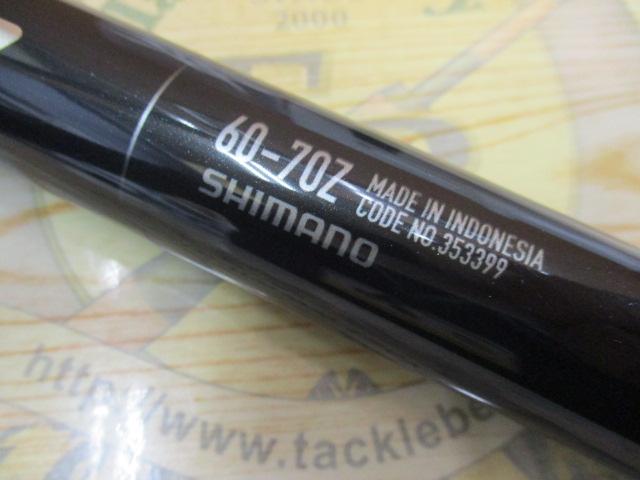 2000
60-70Z
SHIMANO
MADE IN INDONESIA
CODE NO.353399
http://www.tacklebe